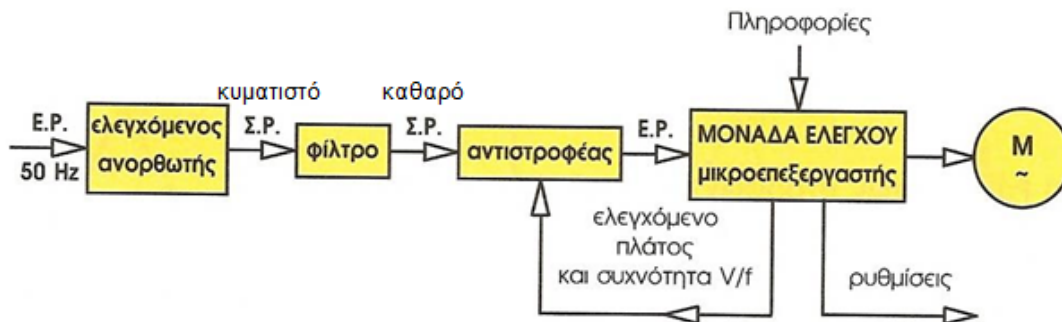 Πληροφορίες
κυματιστό
καθαρό
Ε.Ρ.
50 Hz
ελεγχόμενος
ανορθωτής
Σ.Ρ.
φίλτρο
Σ.Ρ.
αντιστροφέας
Ε.Ρ.
ΜΟΝΑΔΑ ΕΛΕΓΧΟΥ
μικροεπεξεργαστής
Μ
~
ελεγχόμενο
πλάτος
και συχνότητα V/f
ρυθμίσεις